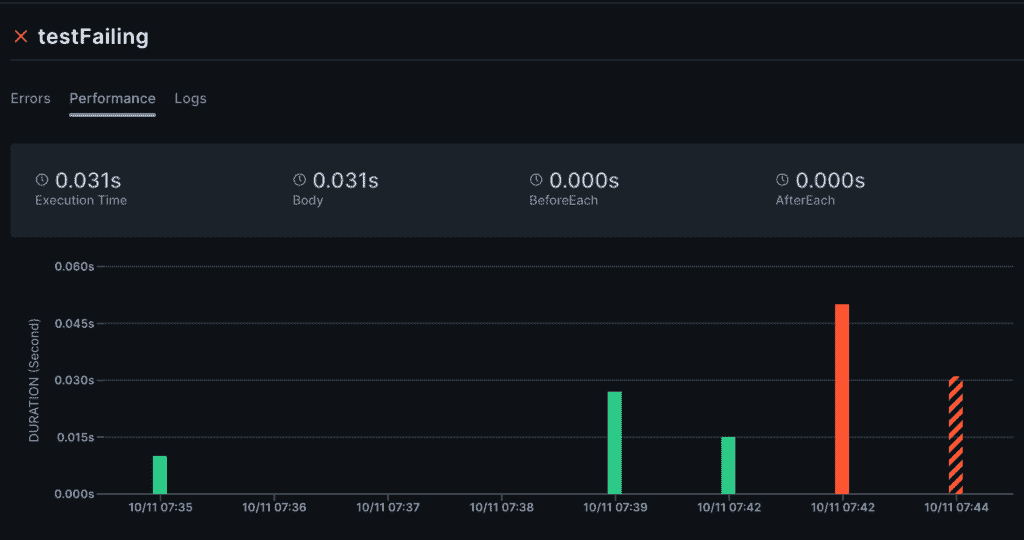 testFailing
Errors Performance Logs
0.031s 0.031s 0.000s 0.000s
Execution Time Body BeforeEach AfterEach
0.060s
0.045s
0.030s
0.015s
0.000s
DURATION (Second)
10/11 07:35 10/11 07:36 10/11 07:37 10/11 07:38 10/11 07:39 10/11 07:42 10/11 07:42 10/11 07:44